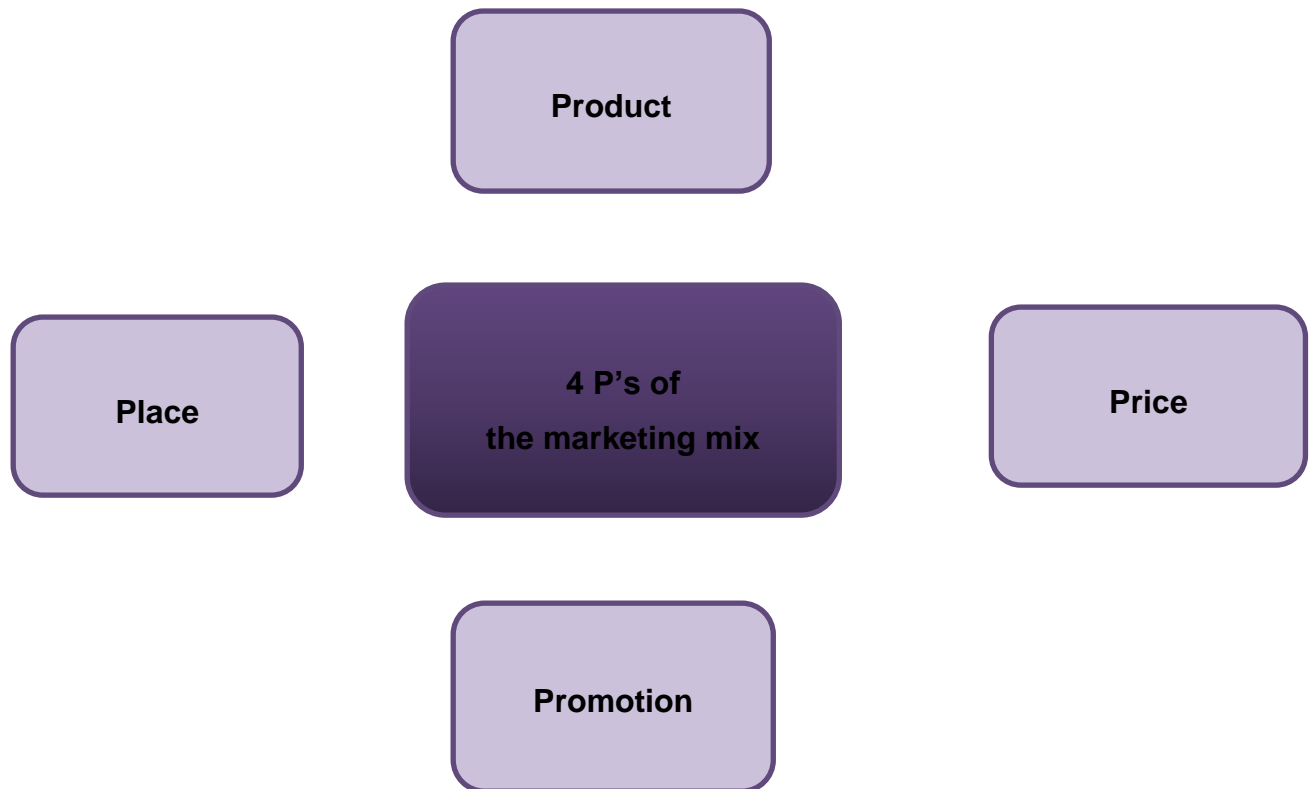 Product
Place
4 P’s of
the marketing mix
Price
Promotion